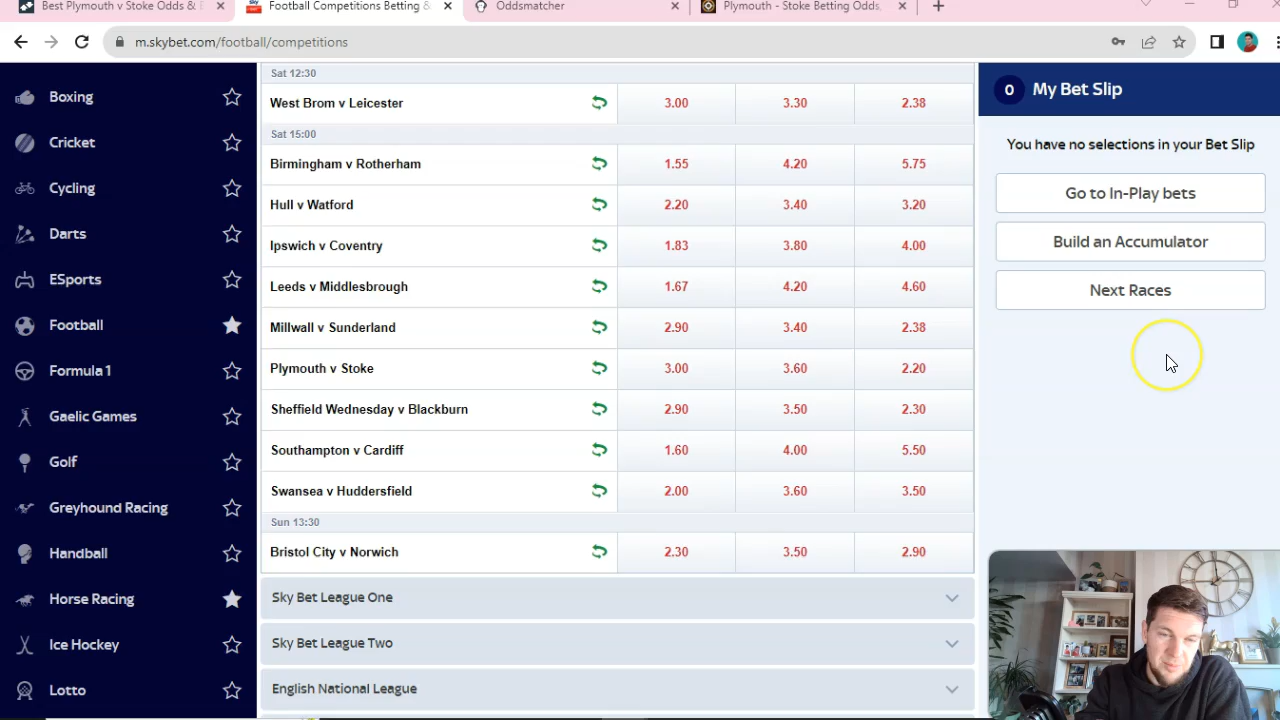 Best Plymouth v Stoke Odds & B
Football Competitions Betting &
Oddsmatcher
Plymouth - Stoke Betting Odds,
m.skybet.com/football/competitions
Boxing
Cricket
Cycling
Darts
ESports
Football
Formula 1
Gaelic Games
Golf
Greyhound Racing
Handball
Horse Racing
Ice Hockey
Lotto
Sat 12:30
West Brom v Leicester 3.00 3.30 2.38
Sat 15:00
Birmingham v Rotherham 1.55 4.20 5.75
Hull v Watford 2.20 3.40 3.20
Ipswich v Coventry 1.83 3.80 4.00
Leeds v Middlesbrough 1.67 4.20 4.60
Millwall v Sunderland 2.90 3.40 2.38
Plymouth v Stoke 3.00 3.60 2.20
Sheffield Wednesday v Blackburn 2.90 3.50 2.30
Southampton v Cardiff 1.60 4.00 5.50
Swansea v Huddersfield 2.00 3.60 3.50
Sun 13:30
Bristol City v Norwich 2.30 3.50 2.90
Sky Bet League One
Sky Bet League Two
English National League
0 My Bet Slip
You have no selections in your Bet Slip
Go to In-Play bets
Build an Accumulator
Next Races